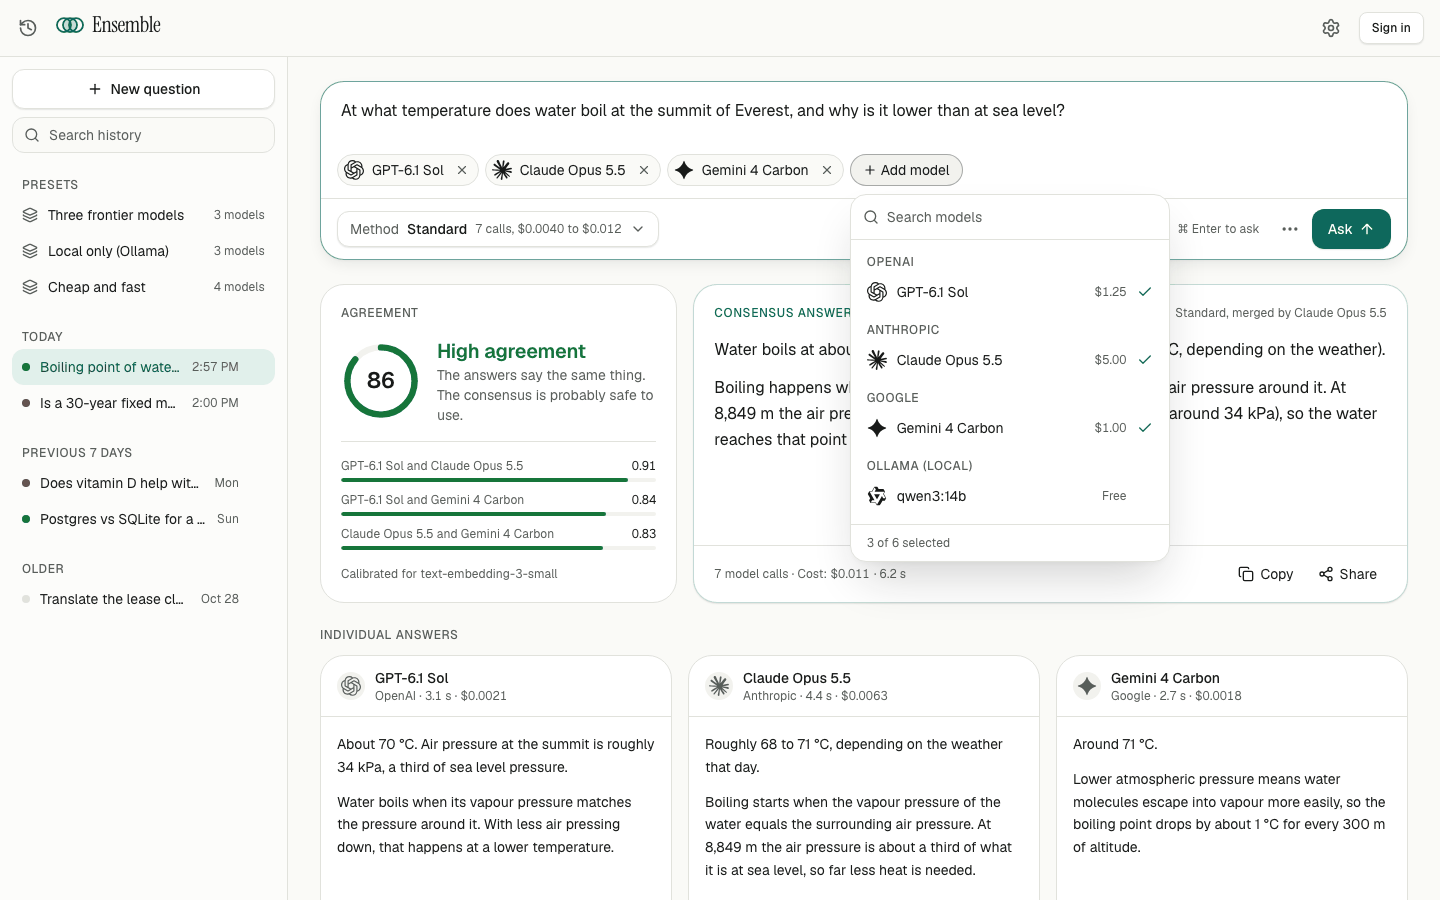 Ensemble
Sign in
New question
Search history
PRESETS
Three frontier models 3 models
Local only (Ollama) 3 models
Cheap and fast 4 models
TODAY
Boiling point of wate... 2:57 PM
Is a 30-year fixed m... 2:00 PM
PREVIOUS 7 DAYS
Does vitamin D help wit... Mon
Postgres vs SQLite for a ... Sun
OLDER
Translate the lease cl... Oct 28
At what temperature does water boil at the summit of Everest, and why is it lower than at sea level?
GPT-6.1 Sol × Claude Opus 5.5 × Gemini 4 Carbon × + Add model
Method Standard 7 calls, $0.0040 to $0.012
⌘ Enter to ask ••• Ask ↑
Search models
OPENAI
GPT-6.1 Sol $1.25
ANTHROPIC
Claude Opus 5.5 $5.00
GOOGLE
Gemini 4 Carbon $1.00
OLLAMA (LOCAL)
qwen3:14b Free
3 of 6 selected
AGREEMENT
86
High agreement
The answers say the same thing.
The consensus is probably safe to
use.
GPT-6.1 Sol and Claude Opus 5.5 0.91
GPT-6.1 Sol and Gemini 4 Carbon 0.84
Claude Opus 5.5 and Gemini 4 Carbon 0.83
Calibrated for text-embedding-3-small
CONSENSUS ANSWER Standard, merged by Claude Opus 5.5
Water boils at abou C, depending on the weather).
Boiling happens wh air pressure around it. At
8,849 m the air pre around 34 kPa), so the water
reaches that point
7 model calls · Cost: $0.011 · 6.2 s
Copy Share
INDIVIDUAL ANSWERS
GPT-6.1 Sol
OpenAI · 3.1 s · $0.0021
About 70 °C. Air pressure at the summit is roughly
34 kPa, a third of sea level pressure.
Water boils when its vapour pressure matches
the pressure around it. With less air pressing
down, that happens at a lower temperature.
Claude Opus 5.5
Anthropic · 4.4 s · $0.0063
Roughly 68 to 71 °C, depending on the weather
that day.
Boiling starts when the vapour pressure of the
water equals the surrounding air pressure. At
8,849 m the air pressure is about a third of what
it is at sea level, so far less heat is needed.
Gemini 4 Carbon
Google · 2.7 s · $0.0018
Around 71 °C.
Lower atmospheric pressure means water
molecules escape into vapour more easily, so the
boiling point drops by about 1 °C for every 300 m
of altitude.